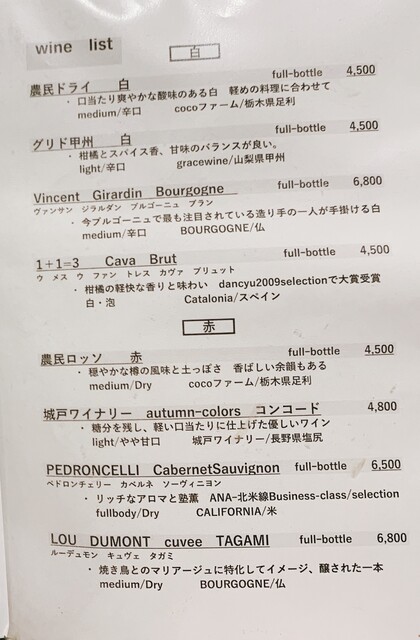 wine list
白
農民ドライ 白 full-bottle 4,500
・口当たり爽やかな酸味のある白 軽めの料理に合わせて
medium/辛口 cocoファーム/栃木県足利
グリド甲州 白 full-bottle 4,500
・柑橘とスパイス香、甘味のバランスが良い。
light/辛口 gracewine/山梨県甲州
Vincent Girardin Bourgogne full-bottle 6,800
ヴァンサン ジラルダン ブルゴーニュ ブラン
・今ブルゴーニュで最も注目されている造り手の一人が手掛ける白
medium/辛口 BOURGOGNE/仏
1+1=3 Cava Brut full-bottle 4,500
ウ メス ウ ファン トレス カヴァ ブリュット
・柑橘の軽快な香りと味わい dancyu2009selectionで大賞受賞
白・泡 Catalonia/スペイン
赤
農民ロッソ 赤 full-bottle 4,500
・穏やかな樽の風味と土っぽさ 香ばしい余韻もある
medium/Dry cocoファーム/栃木県足利
城戸ワイナリー autumn-colors コンコード 4,800
・糖分を残し、軽い口当たりに仕上げた優しいワイン
light/やや甘口 城戸ワイナリー/長野県塩尻
PEDRONCELLI CabernetSauvignon full-bottle 6,500
ペドロンチェリー カベルネ ソーヴィニヨン
・リッチなアロマと塾薫 ANA-北米線Business-class/selection
fullbody/Dry CALIFORNIA/米
LOU DUMONT cuvee TAGAMI full-bottle 6,800
ルーデュモン キュヴェ タガミ
・焼き鳥とのマリアージュに特化してイメージ、醸された一本
medium/Dry BOURGOGNE/仏